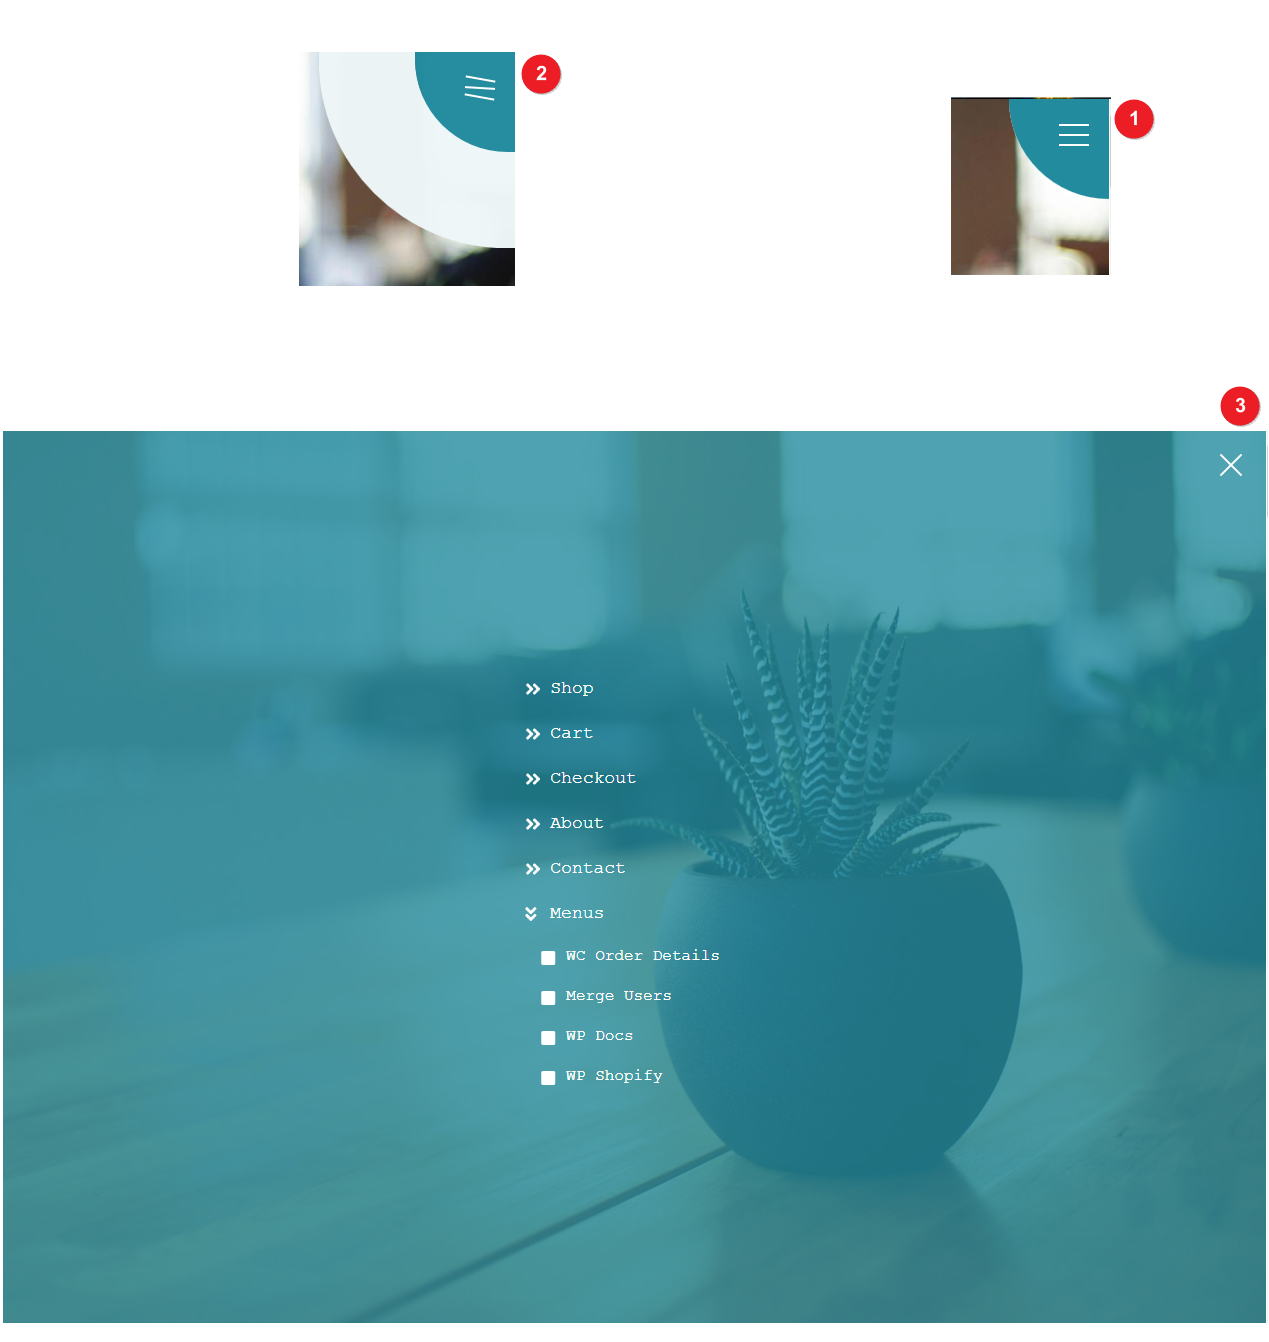 2
1
3
Shop
Cart
Checkout
About
Contact
Menus
WC Order Details
Merge Users
WP Docs
WP Shopify